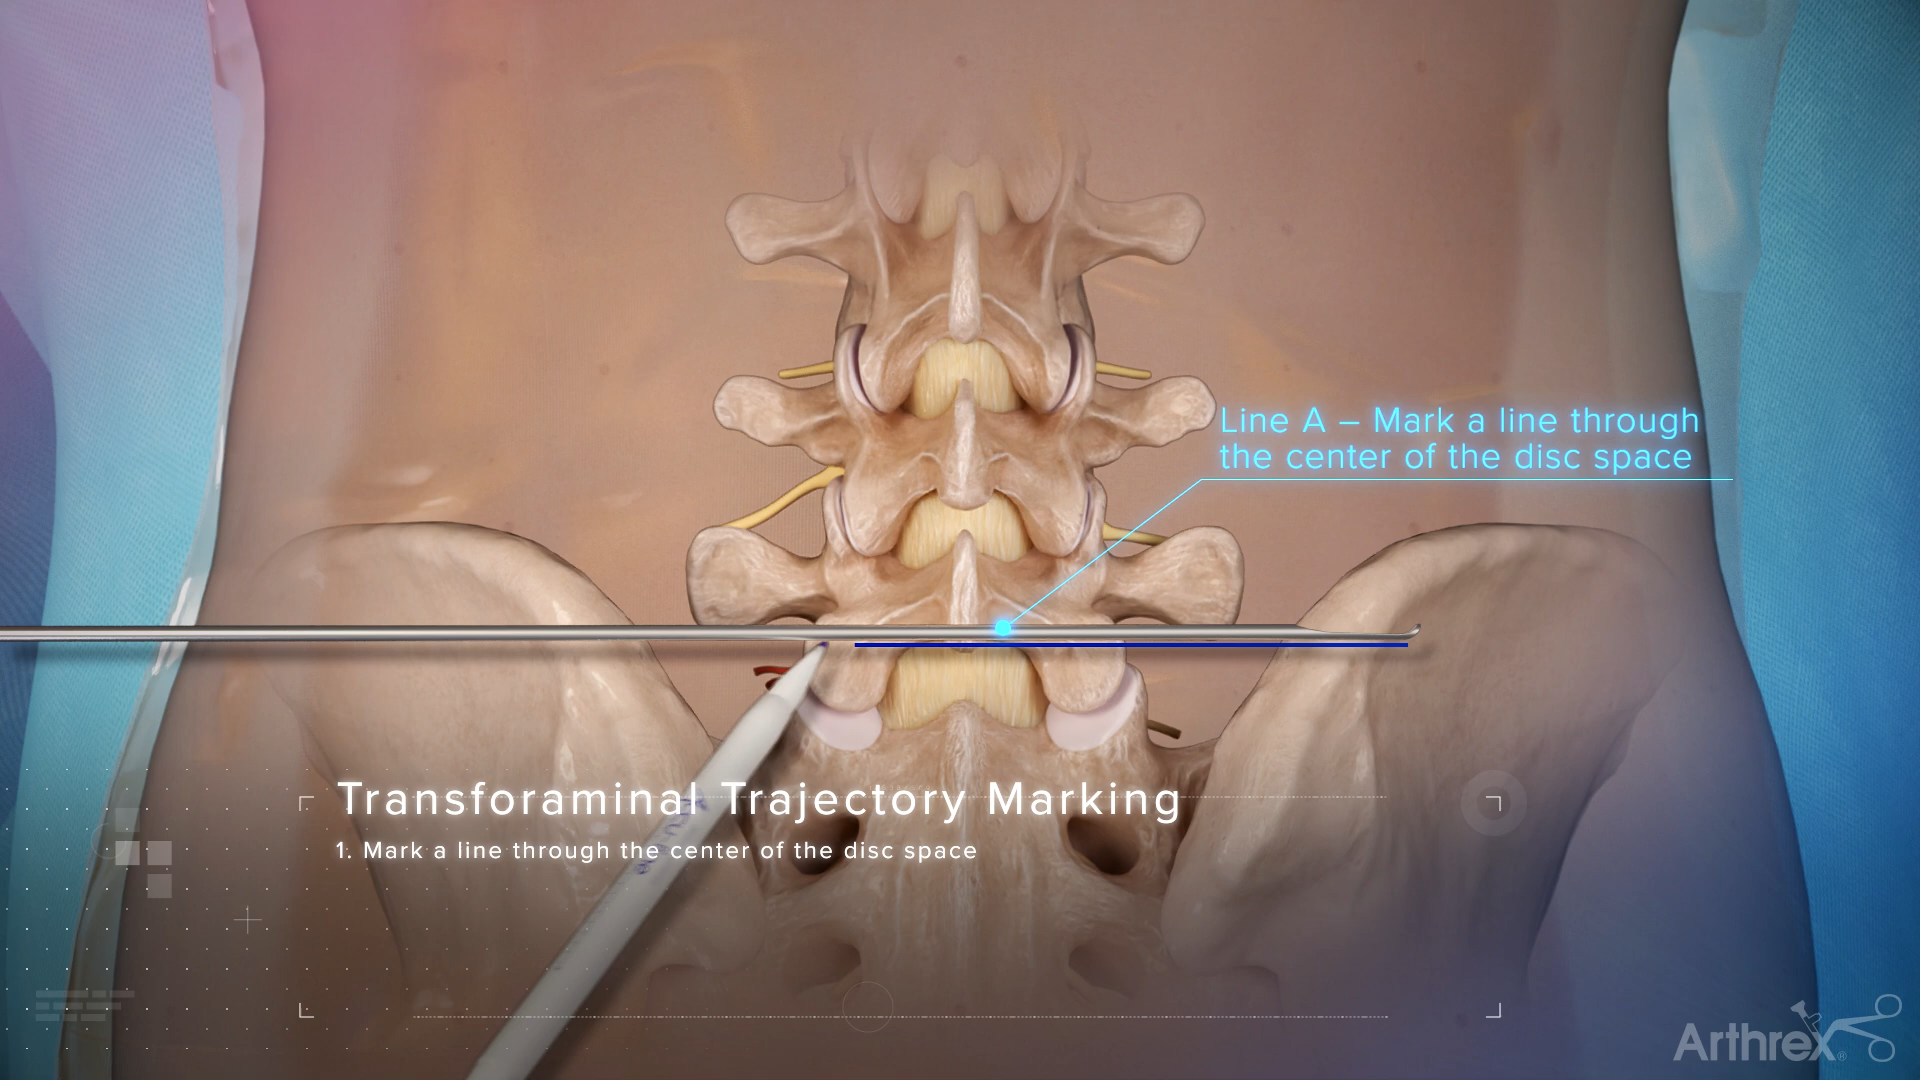 Line A – Mark a line through
the center of the disc space
Transforaminal Trajectory Marking
1. Mark a line through the center of the disc space
Arthrex®